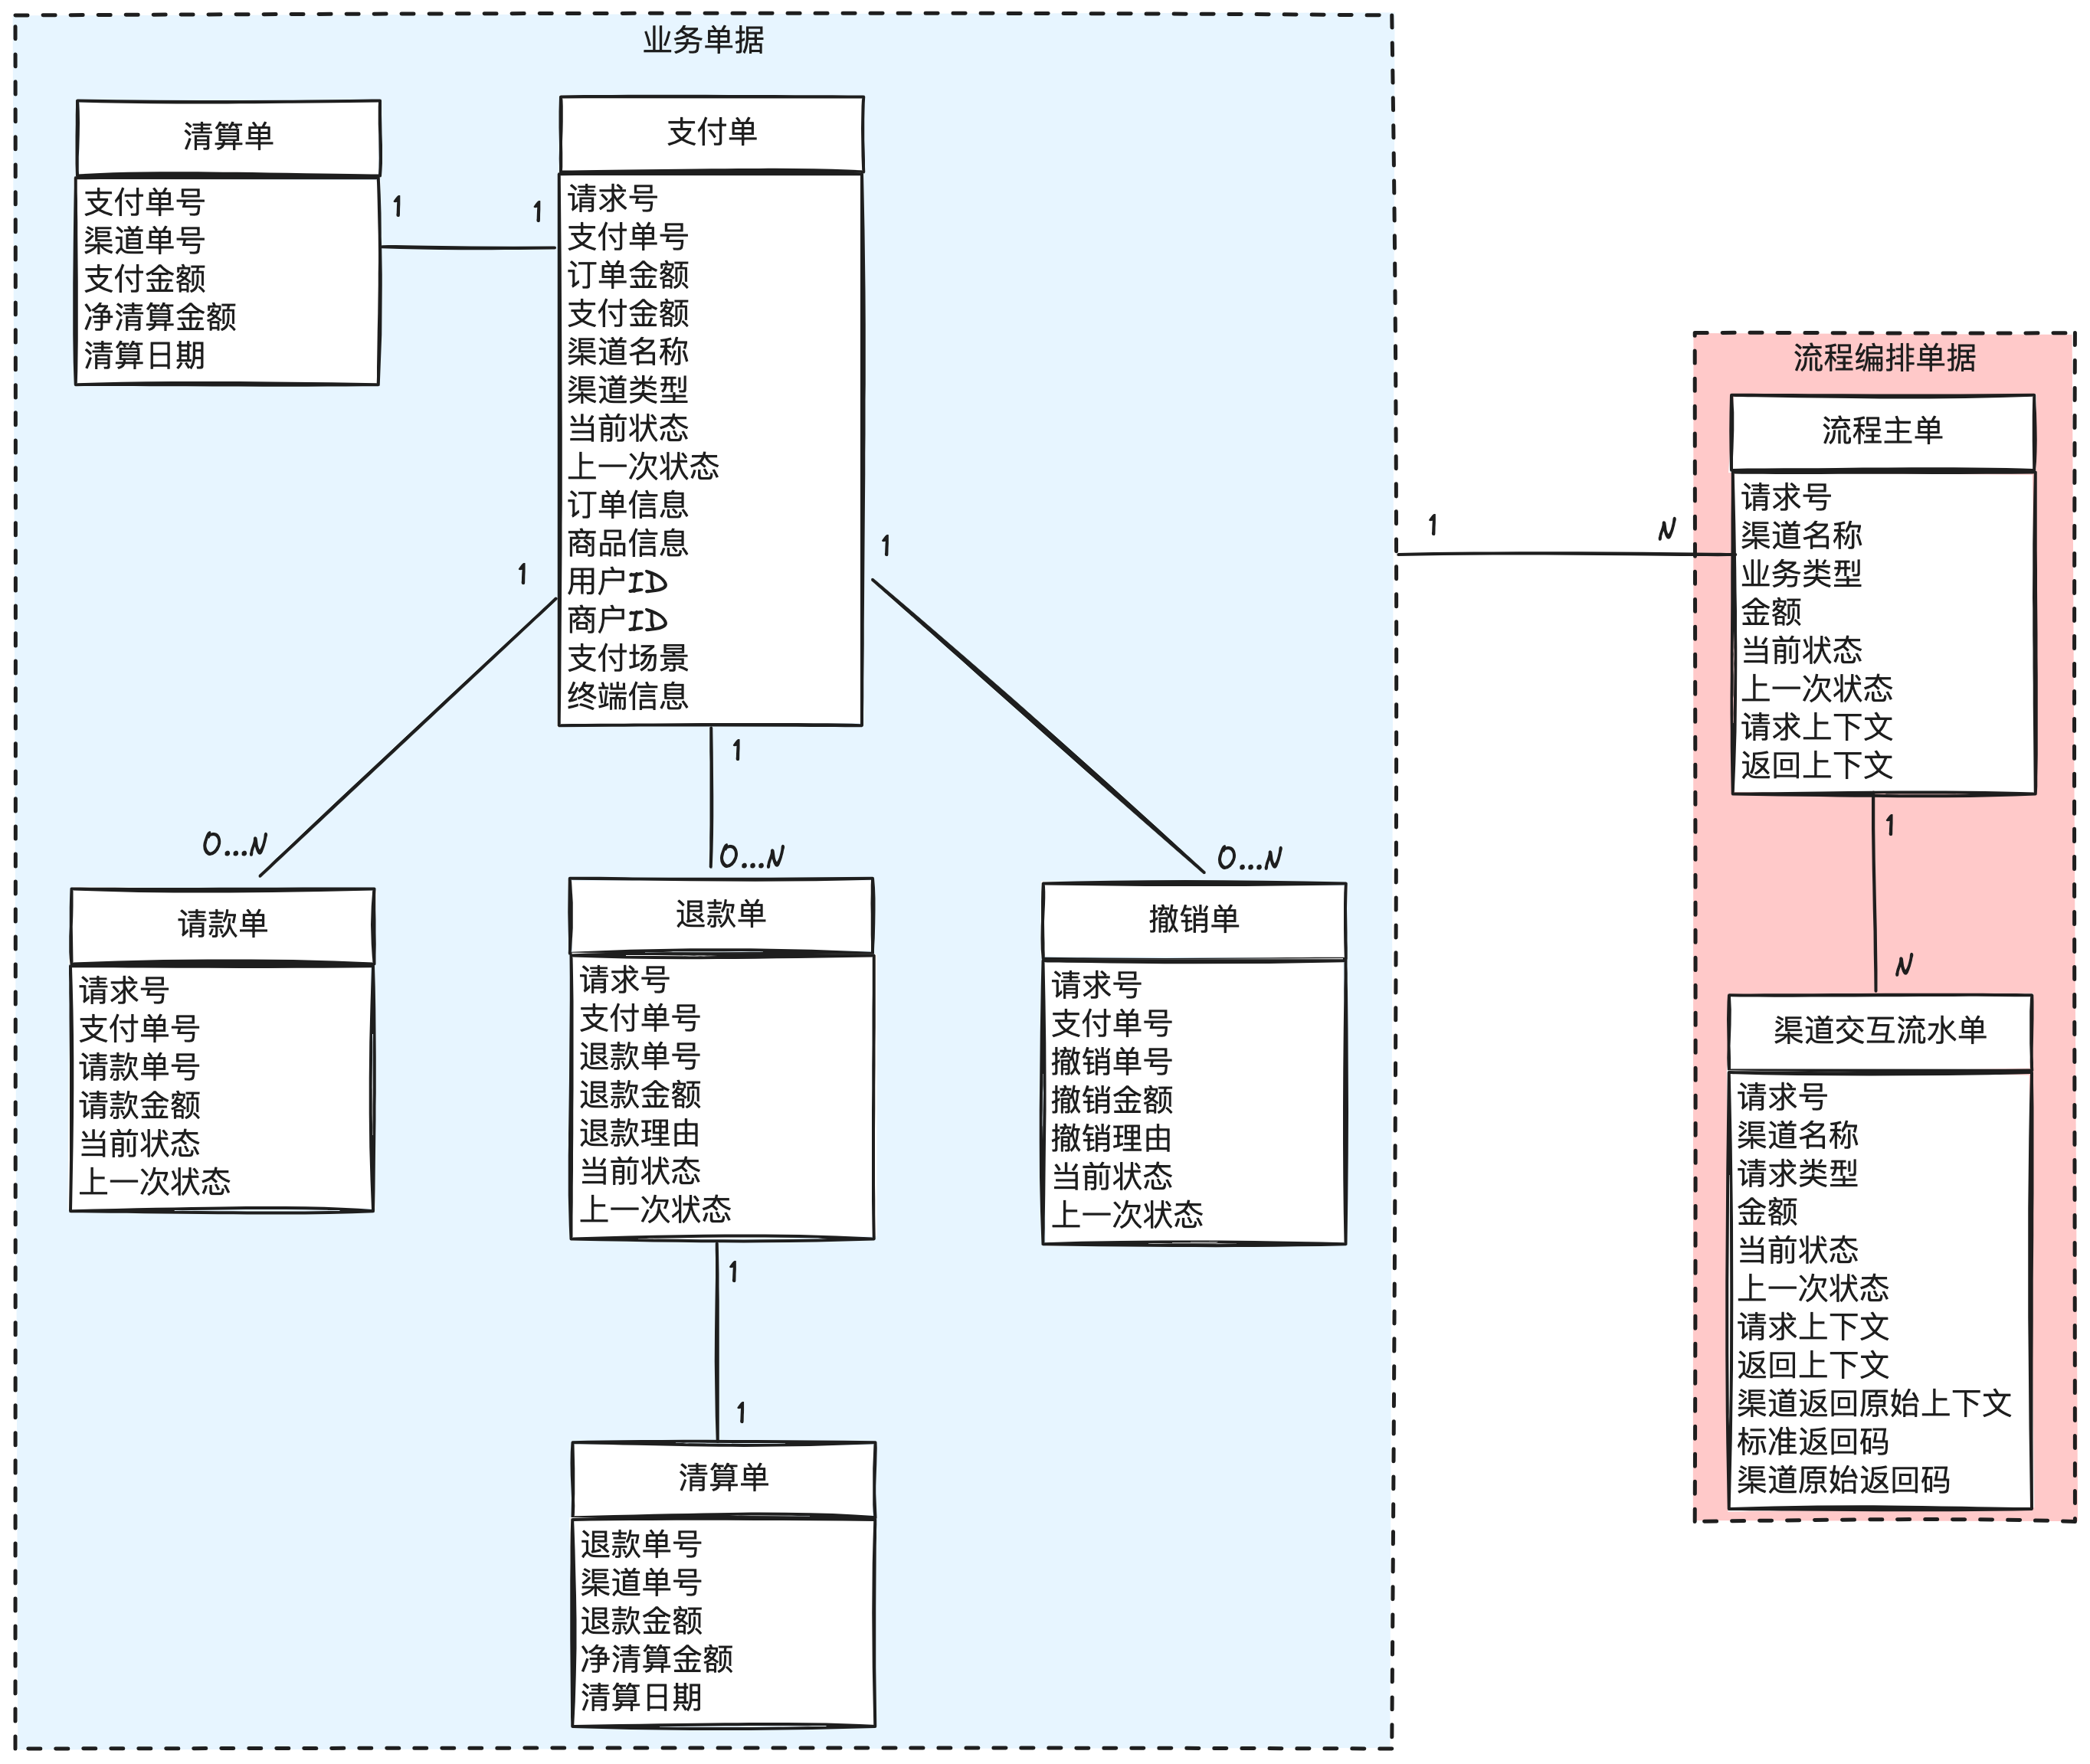 业务单据
清算单
支付单号
渠道单号
支付金额
净清算金额
清算日期
1
1
支付单
请求号
支付单号
订单金额
支付金额
渠道名称
渠道类型
当前状态
上一次状态
订单信息
商品信息
用户ID
商户ID
支付场景
终端信息
1
0...N
1
0...N
1
0...N
请款单
请求号
支付单号
请款单号
请款金额
当前状态
上一次状态
退款单
请求号
支付单号
退款单号
退款金额
退款理由
当前状态
上一次状态
撤销单
请求号
支付单号
撤销单号
撤销金额
撤销理由
当前状态
上一次状态
1
1
清算单
退款单号
渠道单号
退款金额
净清算金额
清算日期
1
N
流程编排单据
流程主单
请求号
渠道名称
业务类型
金额
当前状态
上一次状态
请求上下文
返回上下文
1
N
渠道交互流水单
请求号
渠道名称
请求类型
金额
当前状态
上一次状态
请求上下文
返回上下文
渠道返回原始上下文
标准返回码
渠道原始返回码